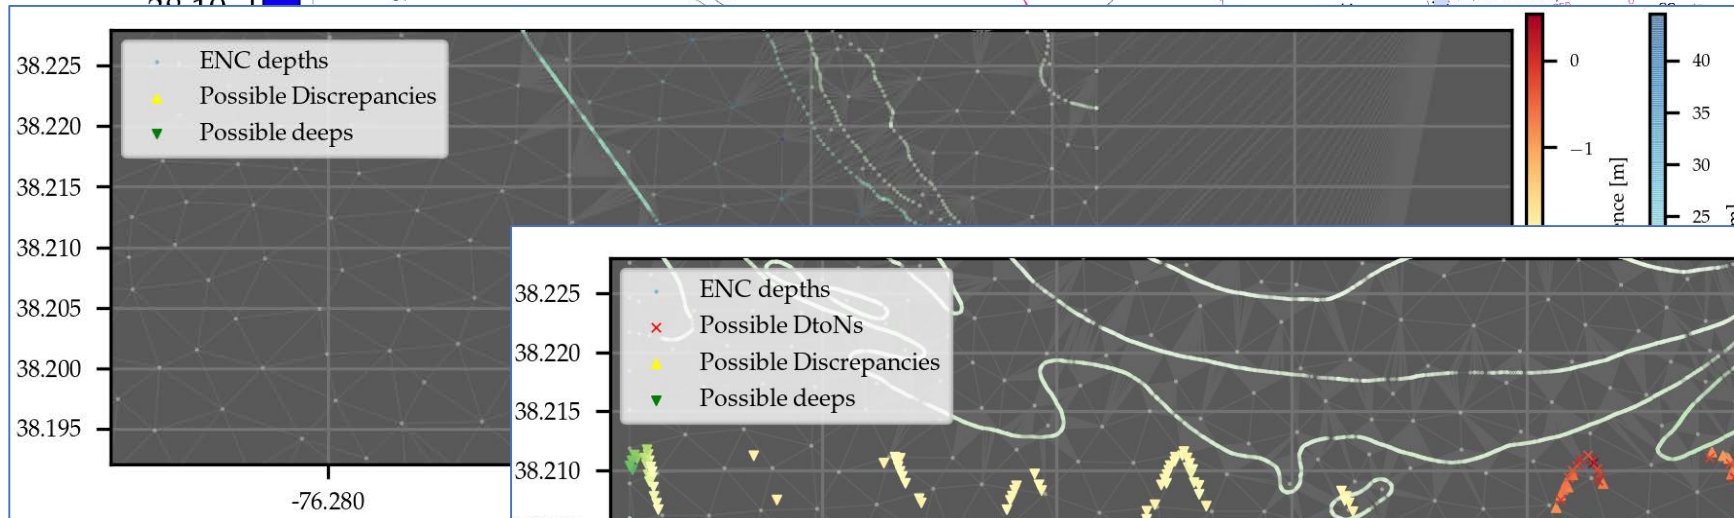 38.225
38.220
38.215
38.210
38.205
38.200
38.195
-76.280
ENC depths
Possible Discrepancies
Possible deeps
0
−1
40
35
30
25
38.225
38.220
38.215
38.210
ENC depths
Possible DtoNs
Possible Discrepancies
Possible deeps